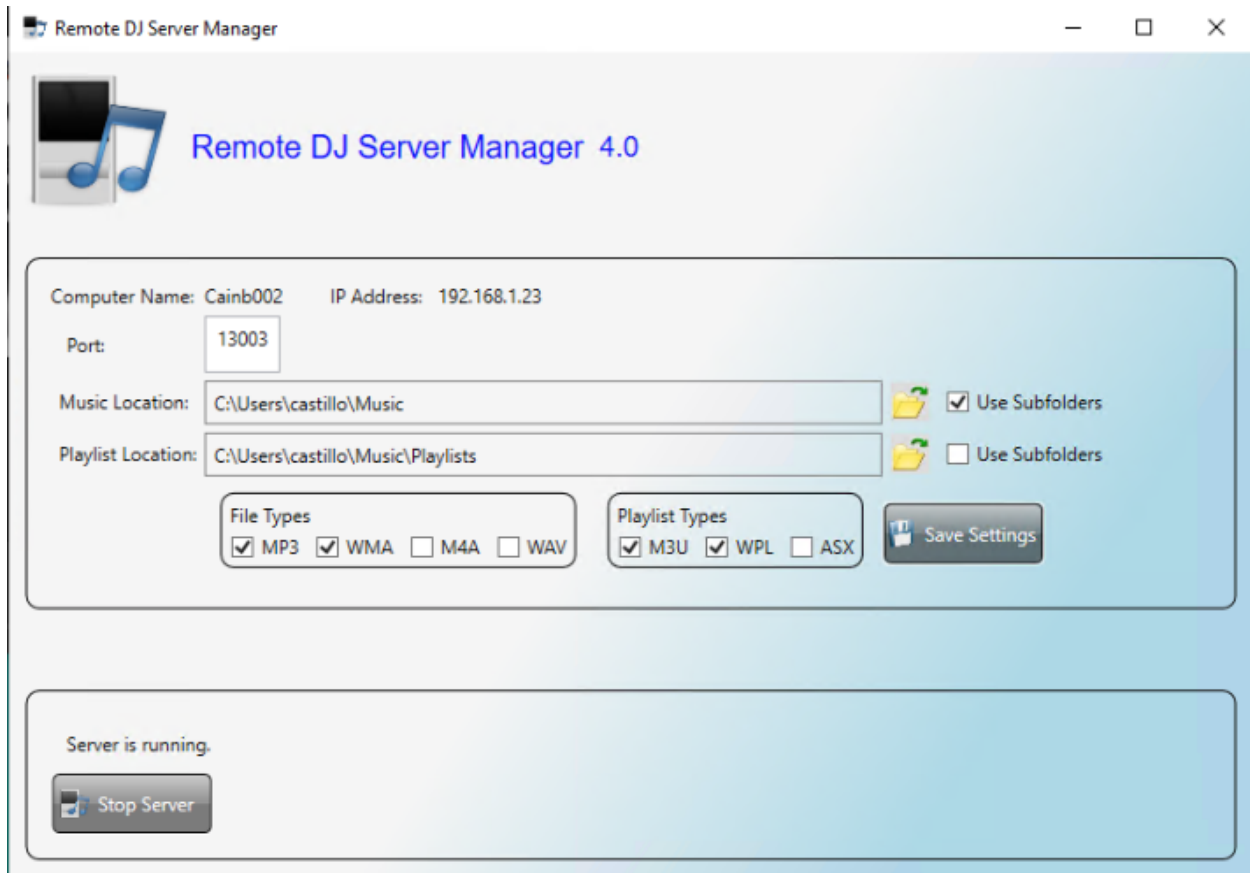 Remote DJ Server Manager
Remote DJ Server Manager 4.0
Computer Name: Cainb002 IP Address: 192.168.1.23
Port: 13003
Music Location: C:\Users\castillo\Music Use Subfolders
Playlist Location: C:\Users\castillo\Music\Playlists Use Subfolders
File Types Playlist Types
MP3 WMA M4A WAV M3U WPL ASX Save Settings
Server is running.
Stop Server